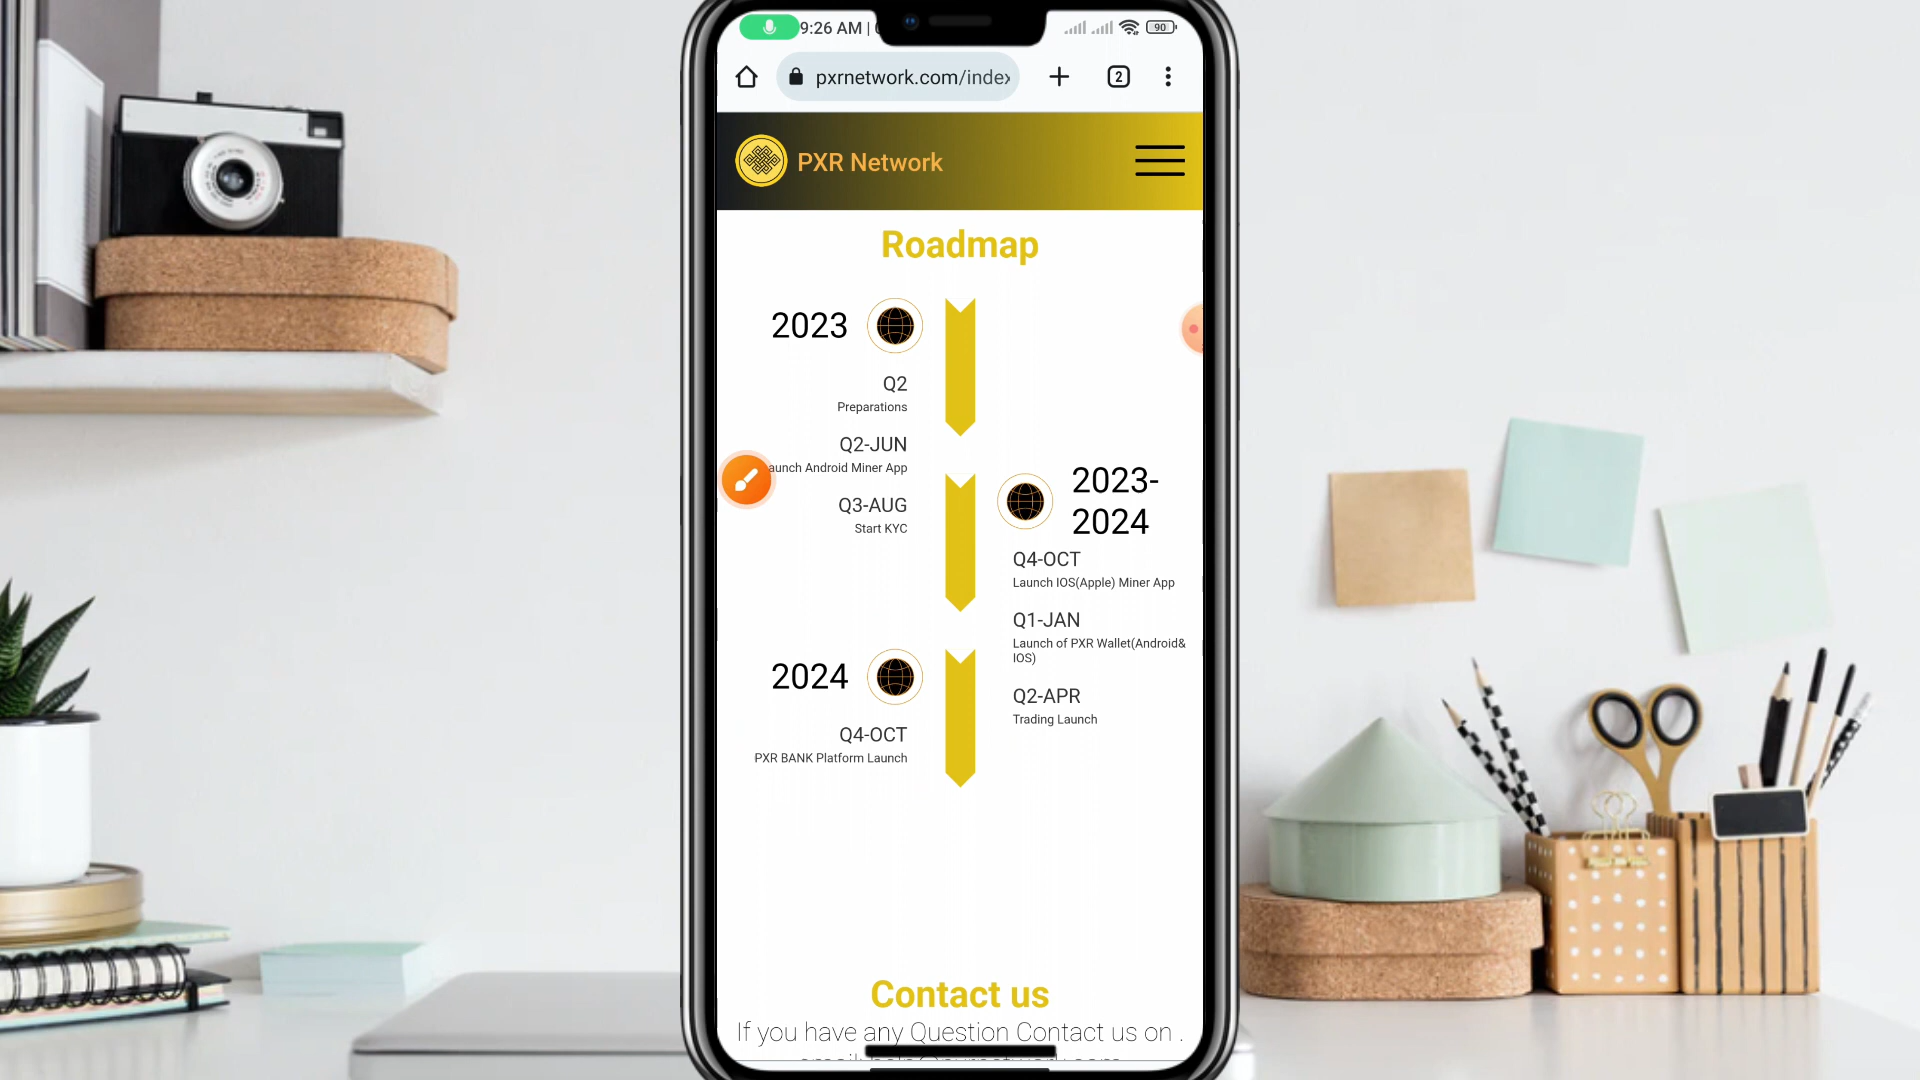 9:26 AM |
90
pxrnetwork.com/index
2
PXR Network
Roadmap
2023
Q2
Preparations
Q2-JUN
aunch Android Miner App
Q3-AUG
Start KYC
2023-
2024
Q4-OCT
Launch IOS(Apple) Miner App
Q1-JAN
Launch of PXR Wallet(Android&
IOS)
Q2-APR
Trading Launch
2024
Q4-OCT
PXR BANK Platform Launch
Contact us
If you have any Question Contact us on .